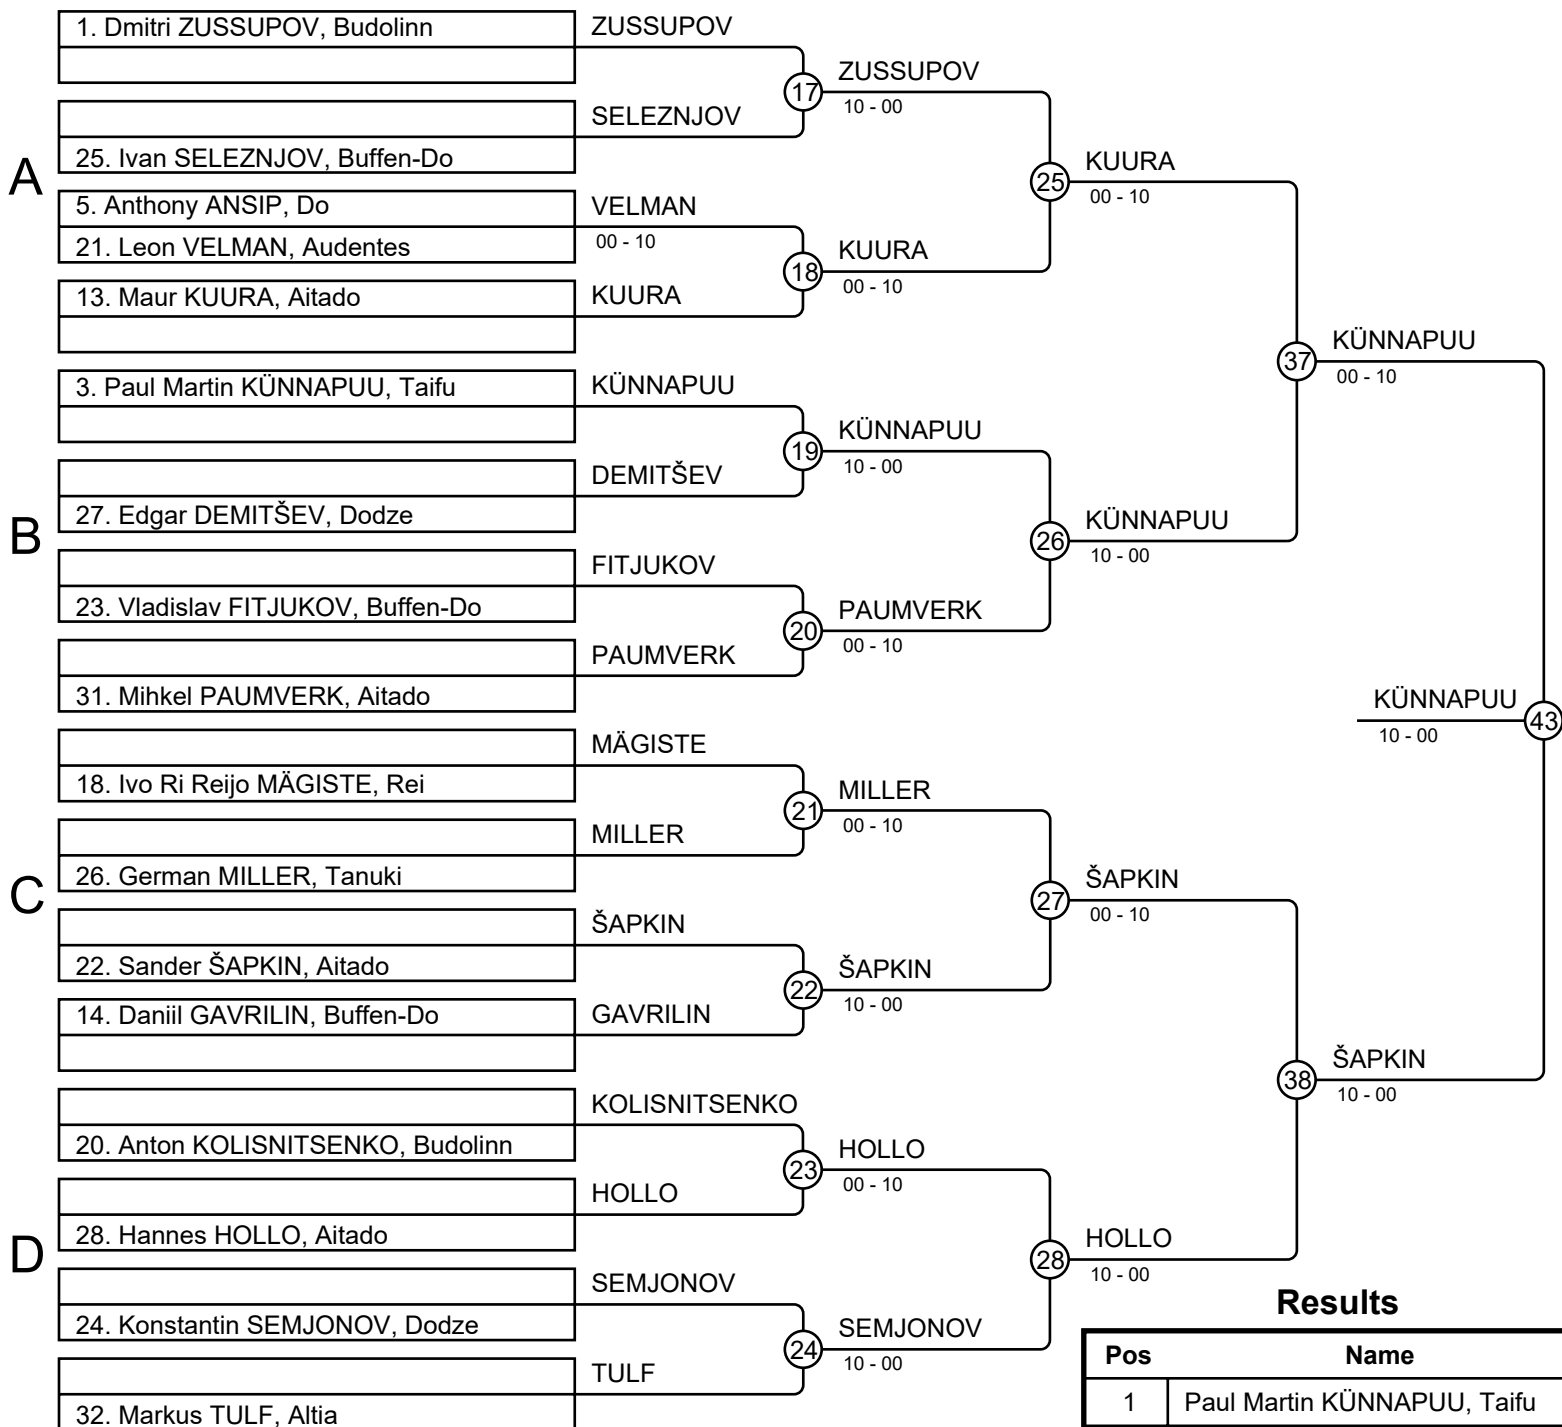 1. Dmitri ZUSSUPOV, Budolinn
ZUSSUPOV
17
ZUSSUPOV
10 - 00
SELEZNJOV
25. Ivan SELEZNJOV, Buffen-Do
A
25
KUURA
00 - 10
5. Anthony ANSIP, Do
VELMAN
21. Leon VELMAN, Audentes
00 - 10
18
KUURA
00 - 10
13. Maur KUURA, Aitado
KUURA
37
KÜNNAPUU
00 - 10
3. Paul Martin KÜNNAPUU, Taifu
KÜNNAPUU
19
KÜNNAPUU
10 - 00
DEMITŠEV
27. Edgar DEMITŠEV, Dodze
B
26
KÜNNAPUU
10 - 00
FITJUKOV
23. Vladislav FITJUKOV, Buffen-Do
20
PAUMVERK
00 - 10
PAUMVERK
31. Mihkel PAUMVERK, Aitado
KÜNNAPUU
43
10 - 00
MÄGISTE
18. Ivo Ri Reijo MÄGISTE, Rei
21
MILLER
00 - 10
MILLER
26. German MILLER, Tanuki
C
27
ŠAPKIN
00 - 10
ŠAPKIN
22. Sander ŠAPKIN, Aitado
22
ŠAPKIN
10 - 00
14. Daniil GAVRILIN, Buffen-Do
GAVRILIN
38
ŠAPKIN
10 - 00
KOLISNITSENKO
20. Anton KOLISNITSENKO, Budolinn
23
HOLLO
00 - 10
HOLLO
28. Hannes HOLLO, Aitado
D
28
HOLLO
10 - 00
SEMJONOV
24. Konstantin SEMJONOV, Dodze
24
SEMJONOV
10 - 00
TULF
32. Markus TULF, Altia
Results
Pos Name
1 Paul Martin KÜNNAPUU, Taifu